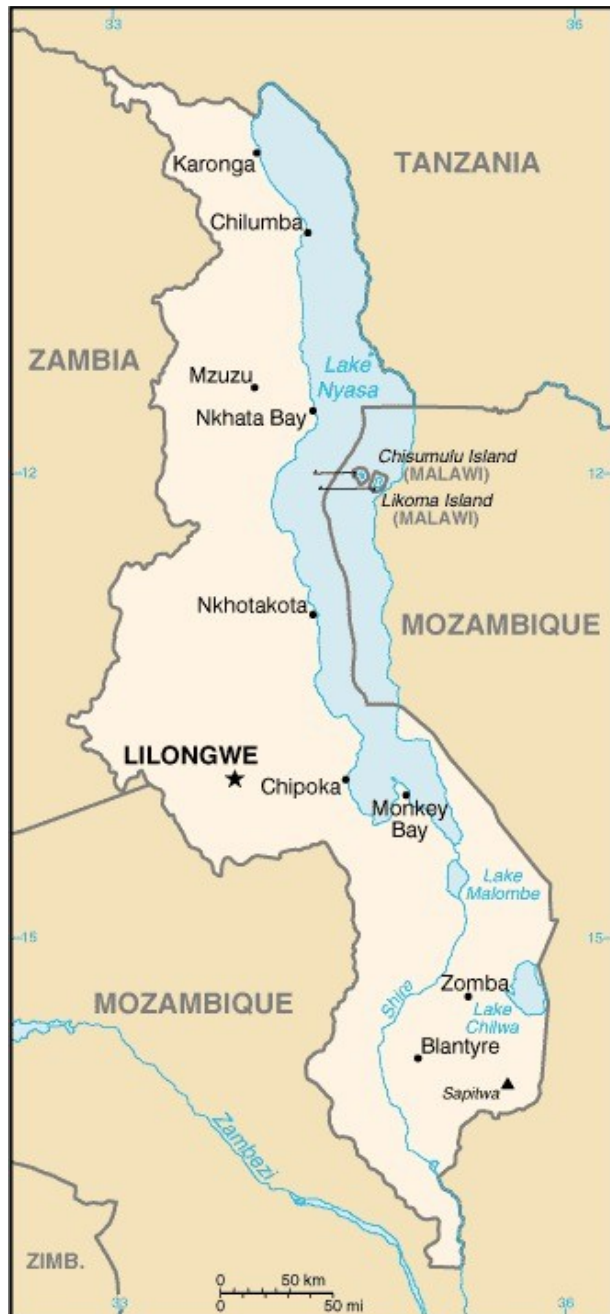 33
36
Karonga
TANZANIA
Chilumba
ZAMBIA
Lake
Nyasa
Mzuzu
Nkhata Bay
12
Chisumulu Island
(MALAWI)
12
Likoma Island
(MALAWI)
Nkhotakota
MOZAMBIQUE
LILONGWE
Chipoka
Monkey
Bay
Lake
Malombe
15
15
MOZAMBIQUE
Shire
Zomba
Lake
Chilwa
Blantyre
Sapitwa
Zambezi
ZIMB.
0 50 km
0 50 mi
33
36